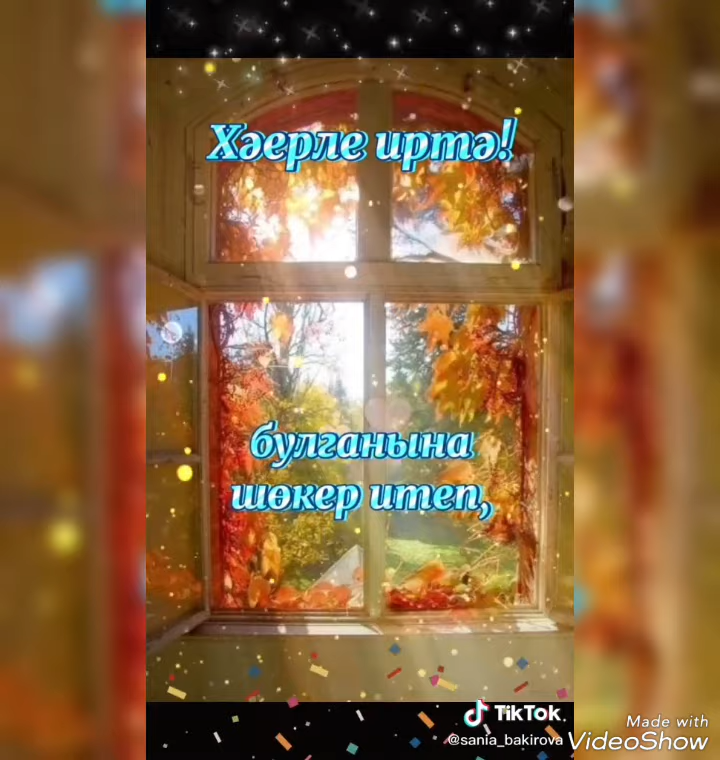 Хәерле иртә!
булганына
шөкер итеп,
TikTok
@sania_bakirova
Made with
VideoShow